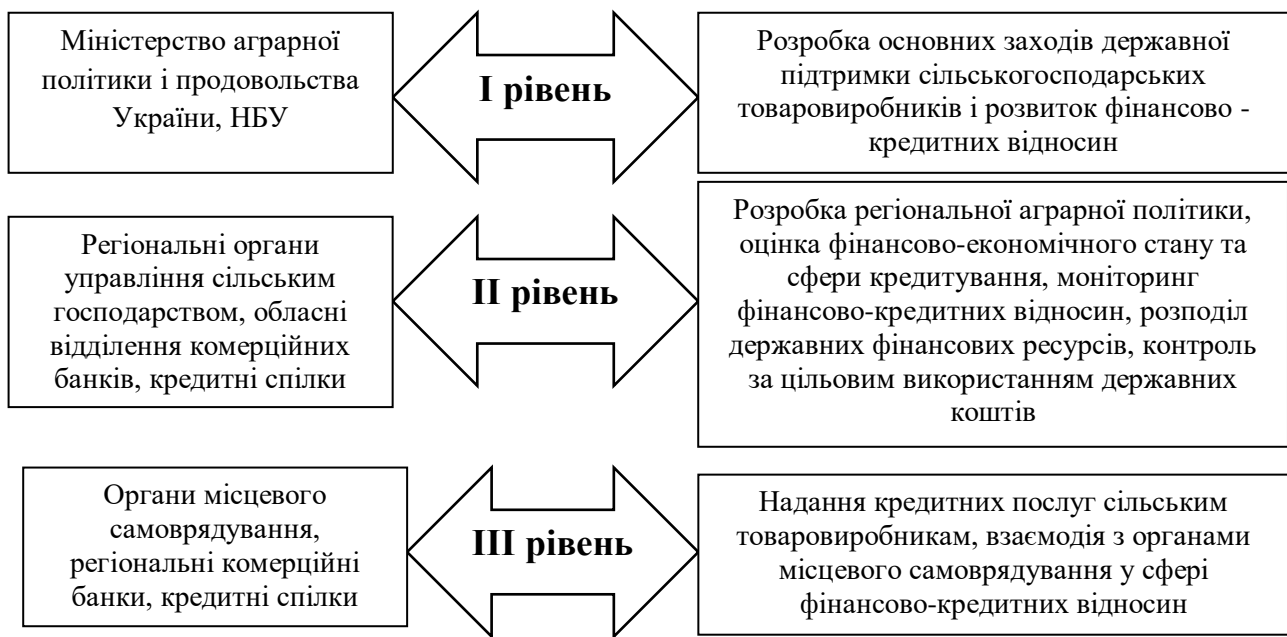 Міністерство аграрної
політики і продовольства
України, НБУ
І рівень
Розробка основних заходів державної
підтримки сільськогосподарських
товаровиробників і розвиток фінансово -
кредитних відносин
Регіональні органи
управління сільським
господарством, обласні
відділення комерційних
банків, кредитні спілки
ІІ рівень
Розробка регіональної аграрної політики,
оцінка фінансово-економічного стану та
сфери кредитування, моніторинг
фінансово-кредитних відносин, розподіл
державних фінансових ресурсів, контроль
за цільовим використанням державних
коштів
Органи місцевого
самоврядування,
регіональні комерційні
банки, кредитні спілки
ІІІ рівень
Надання кредитних послуг сільським
товаровиробникам, взаємодія з органами
місцевого самоврядування у сфері
фінансово-кредитних відносин